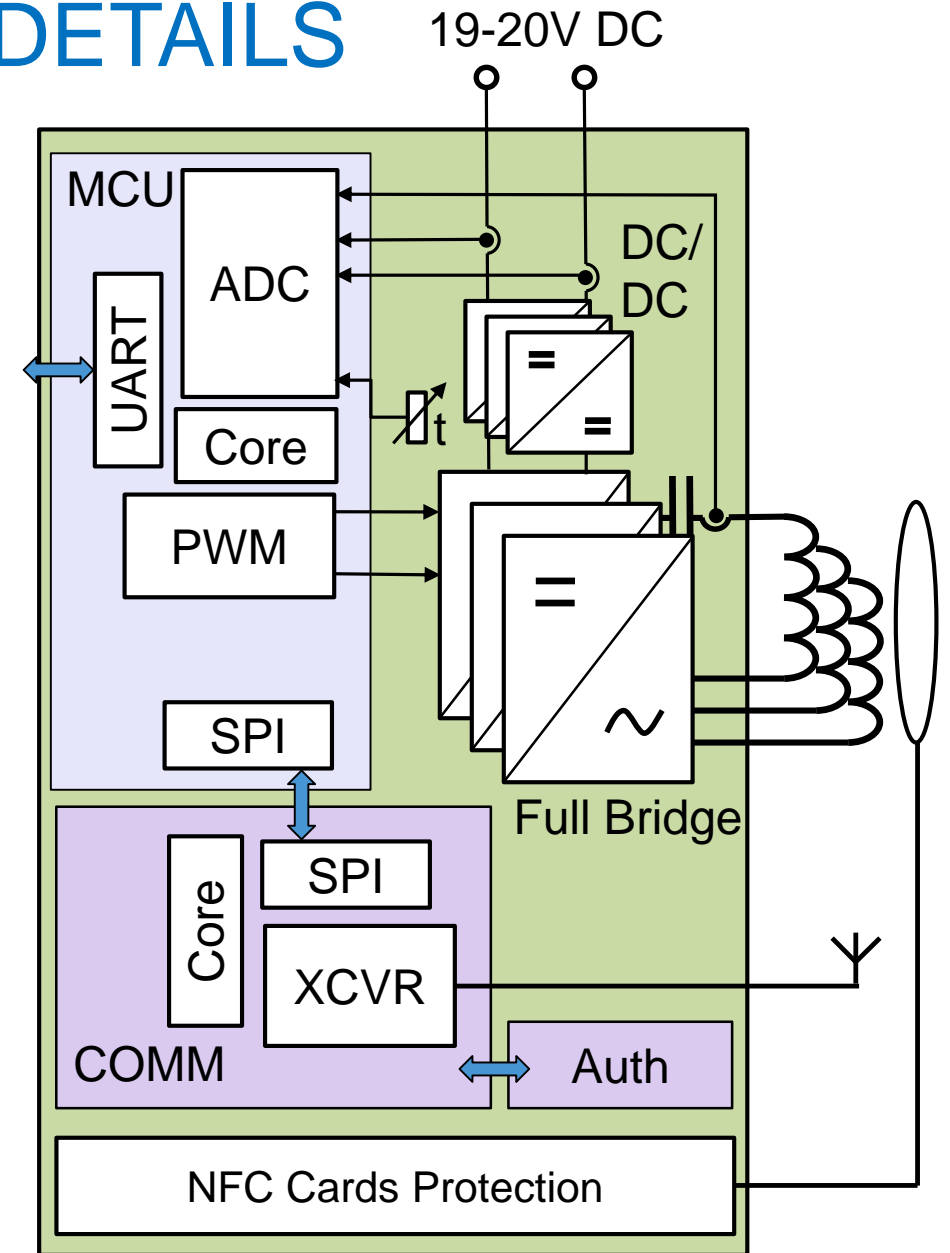 DETAILS
19-20V DC
MCU
ADC
DC/
DC
UART
t
Core
PWM
SPI
Full Bridge
SPI
Core
XCVR
COMM
Auth
NFC Cards Protection